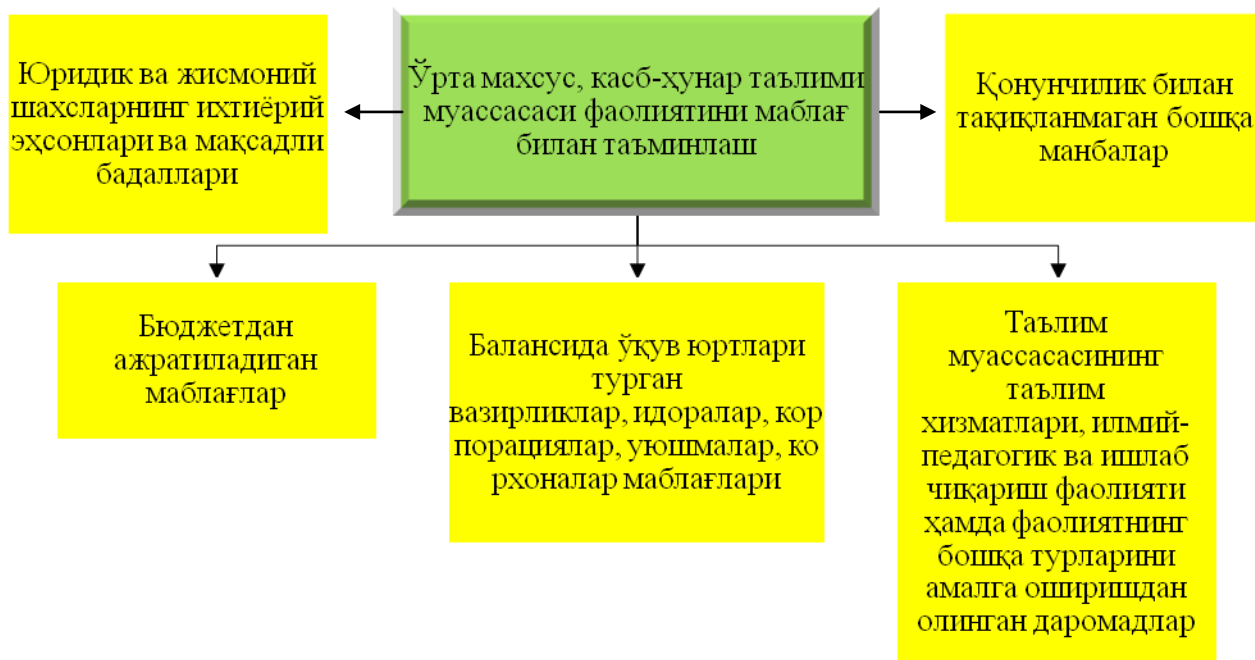 Юридик ва жисмоний
шахсларнинг ихтиёрий
эҳсонлари ва мақсадли
бадаллари
Ўрта махсус, касб-ҳунар таълими
муассасаси фаолиятини маблағ
билан таъминлаш
Қонунчилик билан
тақиқланмаган бошқа
манбалар
Бюджетдан
ажратиладиган
маблағлар
Балансида ўқув юртлари
турган
вазирликлар, идоралар, кор
порациялар, уюшмалар, ко
рхоналар маблағлари
Таълим
муассасасининг
таълим
хизматлари, илмий-
педагогик ва ишлаб
чиқариш фаолияти
ҳамда фаолиятнинг
бошқа турларини
амалга оширишдан
олинган даромадлар